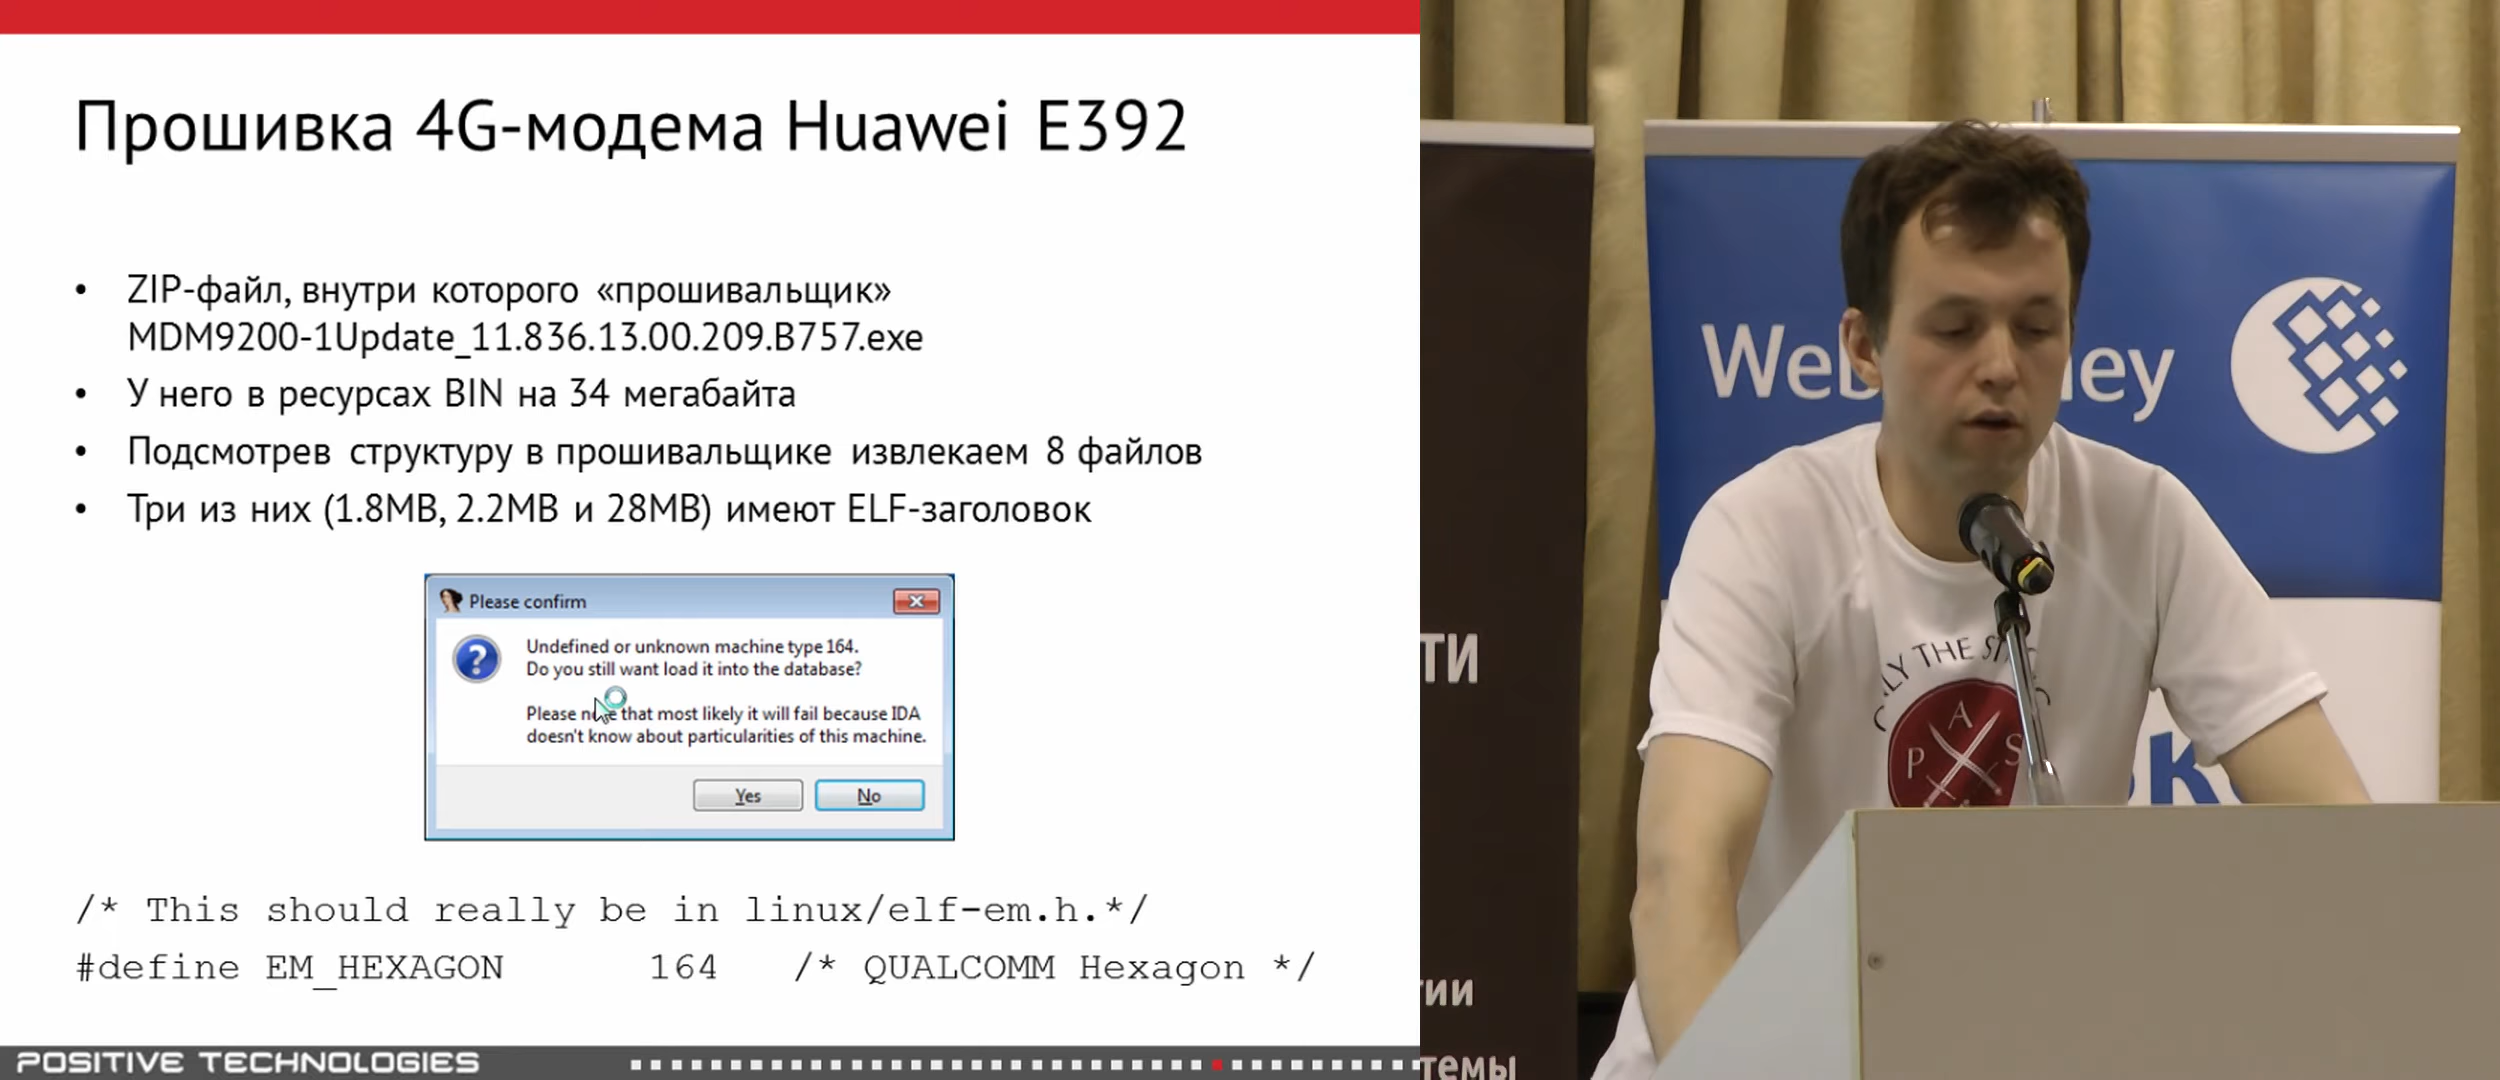 Прошивка 4G-модема Huawei E392
• ZIP-файл, внутри которого «прошивальщик»
MDM9200-1Update_11.836.13.00.209.B757.exe
• У него в ресурсах BIN на 34 мегабайта
• Подсмотрев структуру в прошивальщике извлекаем 8 файлов
• Три из них (1.8MB, 2.2MB и 28MB) имеют ELF-заголовок
Please confirm
Undefined or unknown machine type 164.
Do you still want load it into the database?
Please note that most likely it will fail because IDA
doesn't know about particularities of this machine.
Yes No
/* This should really be in linux/elf-em.h.*/
#define EM_HEXAGON 164 /* QUALCOMM Hexagon */
POSITIVE TECHNOLOGIES
THE
P A S